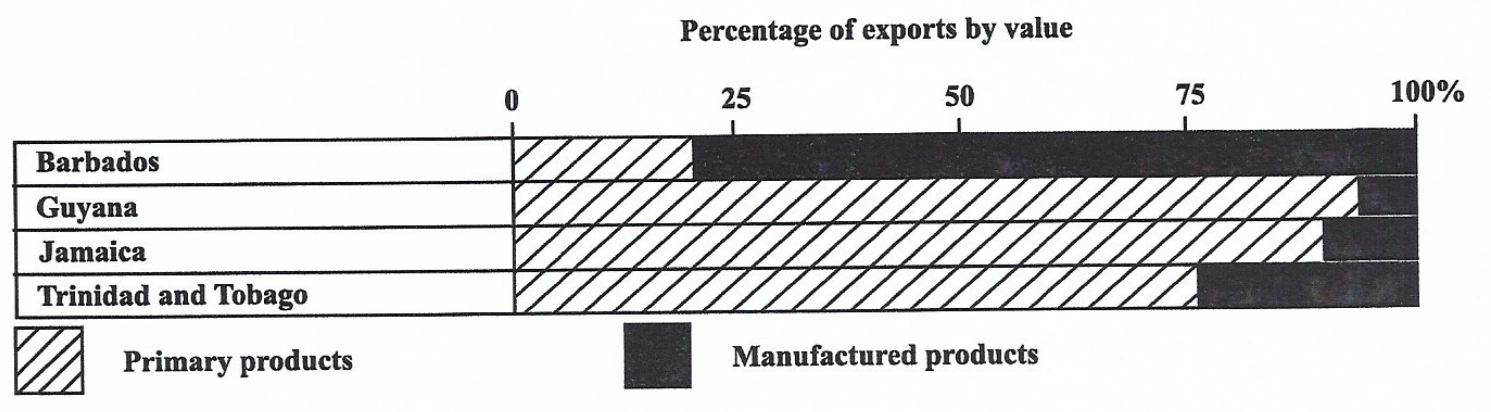 Percentage of exports by value
0 25 50 75 100%
Barbados
Guyana
Jamaica
Trinidad and Tobago
Primary products Manufactured products